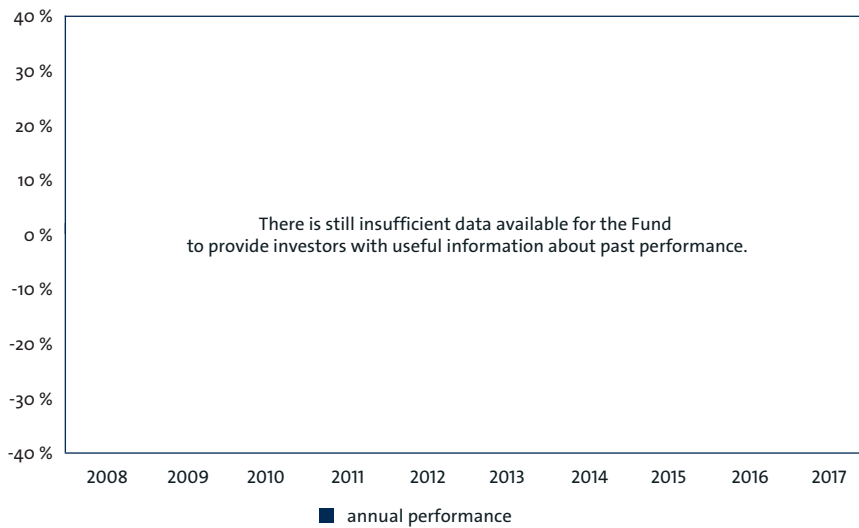 40 %
30 %
20 %
10 %
0 %
-10 %
-20 %
-30 %
-40 %
There is still insufficient data available for the Fund
to provide investors with useful information about past performance.
2008 2009 2010 2011 2012 2013 2014 2015 2016 2017
annual performance